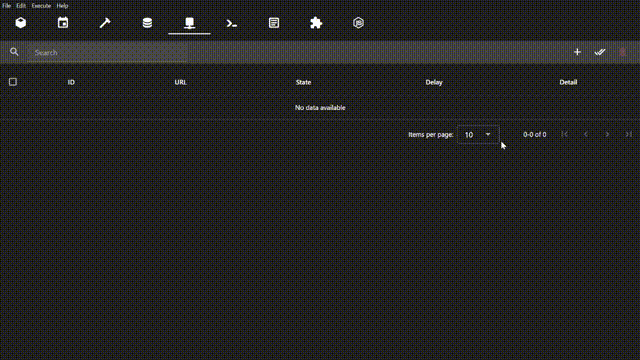 File Edit Execute Help
JS
Search
ID URL State Delay Detail
No data available
Items per page: 10 0-0 of 0